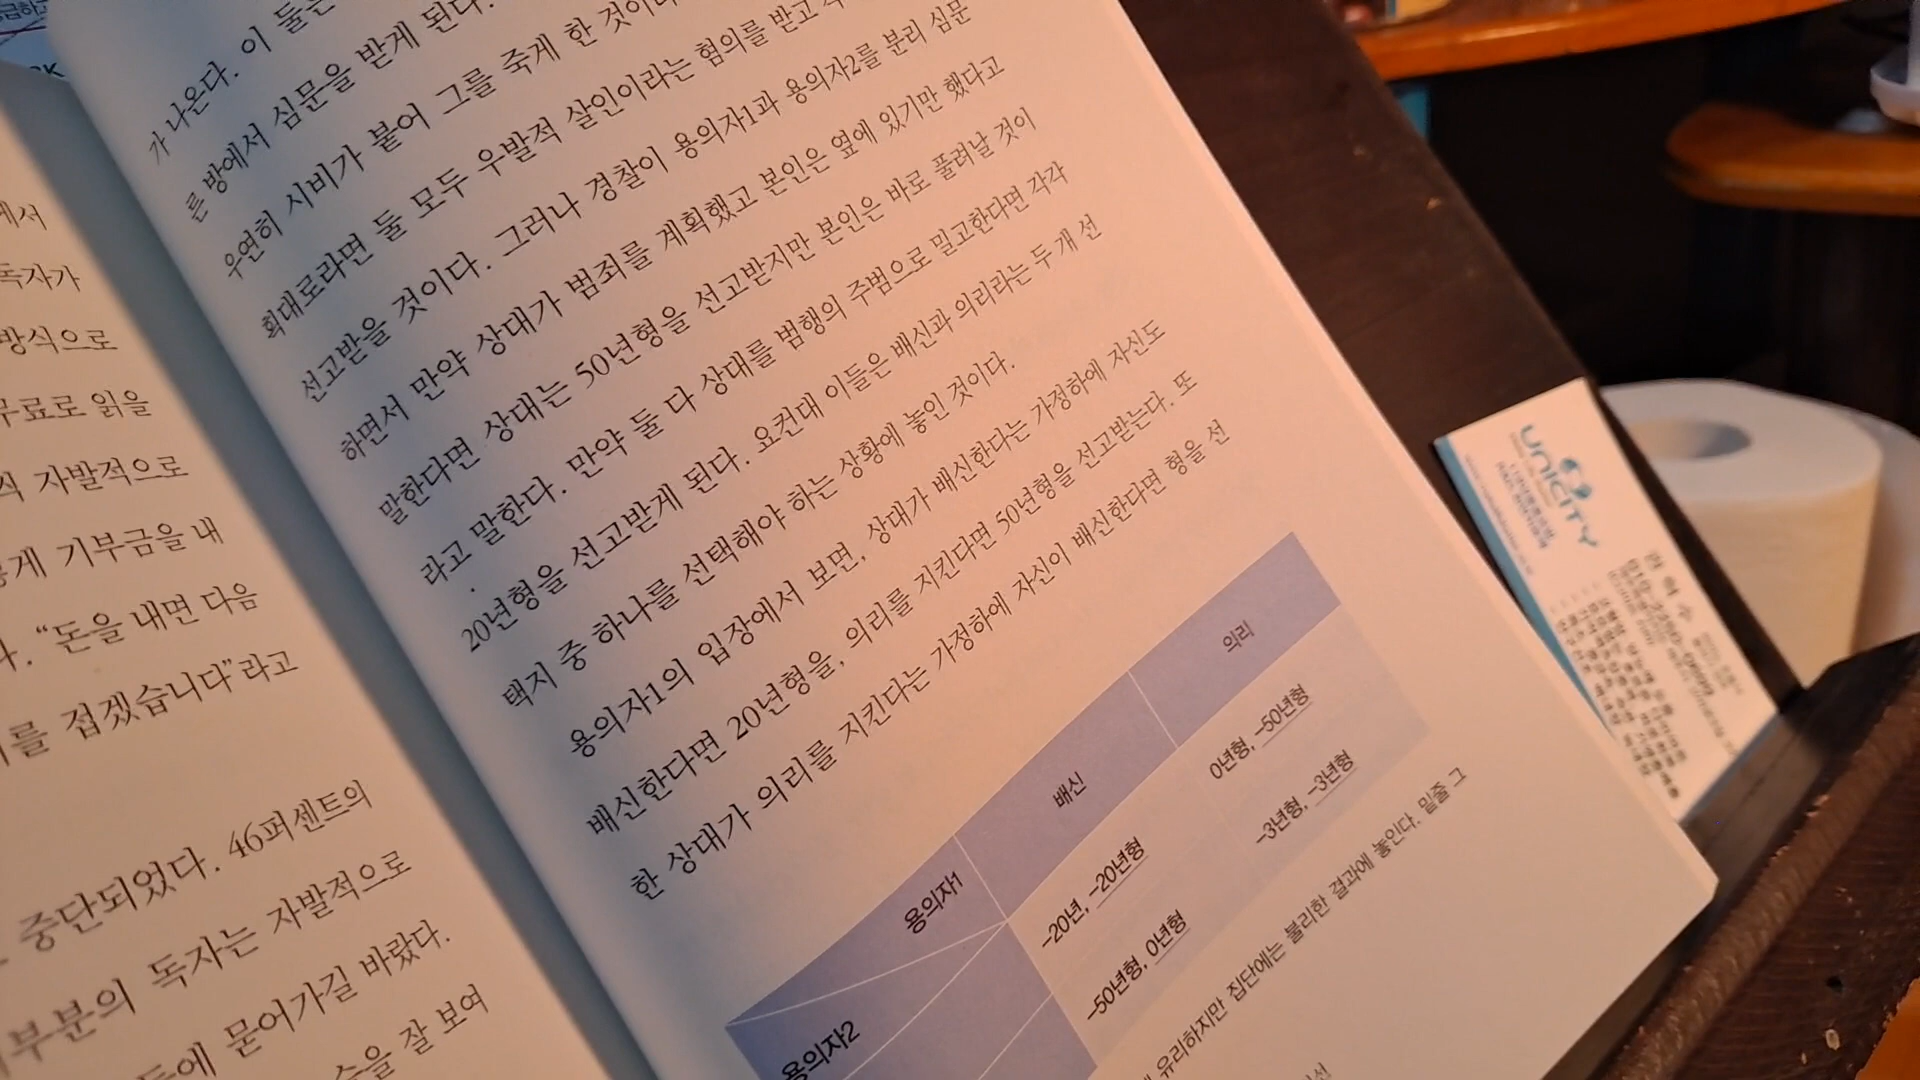 게서
독자가
방식으로
무료로 읽을
식 자발적으로
기부금을 내
"돈을 내면 다음
를 접겠습니다"라고
중단되었다. 46퍼센트의
부분의 독자는 자발적으로
묻어가길 바랐다.
을 잘 보여
가 나온다. 이 둘은
른 방에서 심문을 받게 된다.
우연히 시비가 붙어 그를 죽게 한 것이다
획대로라면 둘 모두 우발적 살인이라는 혐의를 받고
선고받을 것이다. 그러나 경찰이 용의자1과 용의자2를 분리 심문
하면서 만약 상대가 범죄를 계획했고 본인은 옆에 있기만 했다고
말한다면 상대는 50년형을 선고받지만 본인은 바로 풀려날 것이
라고 말한다. 만약 둘 다 상대를 범행의 주범으로 밀고한다면 각각
20년형을 선고받게 된다. 요컨대 이들은 배신과 의리라는 두 개 선
택지 중 하나를 선택해야 하는 상황에 놓인 것이다.
용의자1의 입장에서 보면, 상대가 배신한다는 가정하에 자신도
배신한다면 20년형을, 의리를 지킨다면 50년형을 선고받는다. 또
한 상대가 의리를 지킨다는 가정하에 자신이 배신한다면 형을 선
용의자1 배신 의리
용의자2
-20년, -20년형 0년형, -50년형
-50년형, 0년형 -3년형, -3년형
유리하지만 집단에는 불리한 결과에 놓인다. 밑줄 그
UNICITY